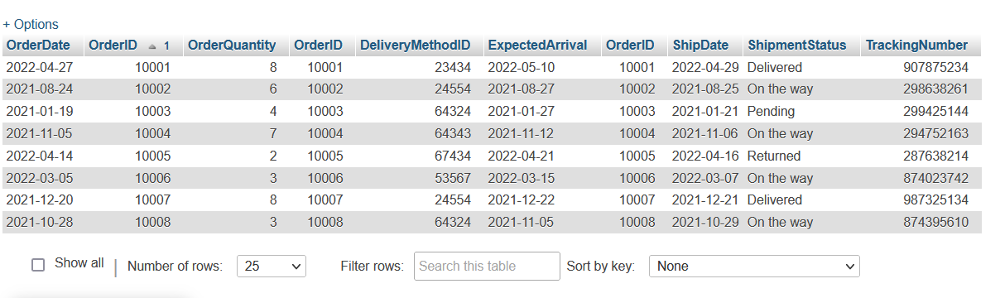 + Options
OrderDate OrderID 1 OrderQuantity OrderID DeliveryMethodID ExpectedArrival OrderID ShipDate ShipmentStatus TrackingNumber
2022-04-27 10001 8 10001 23434 2022-05-10 10001 2022-04-29 Delivered 907875234
2021-08-24 10002 6 10002 24554 2021-08-27 10002 2021-08-25 On the way 298638261
2021-01-19 10003 4 10003 64324 2021-01-27 10003 2021-01-21 Pending 299425144
2021-11-05 10004 7 10004 64343 2021-11-12 10004 2021-11-06 On the way 294752163
2022-04-14 10005 2 10005 67434 2022-04-21 10005 2022-04-16 Returned 287638214
2022-03-05 10006 3 10006 53567 2022-03-15 10006 2022-03-07 On the way 874023742
2021-12-20 10007 8 10007 24554 2021-12-22 10007 2021-12-21 Delivered 987325134
2021-10-28 10008 3 10008 64324 2021-11-05 10008 2021-10-29 On the way 874395610
Show all | Number of rows: 25 Filter rows: Search this table Sort by key: None